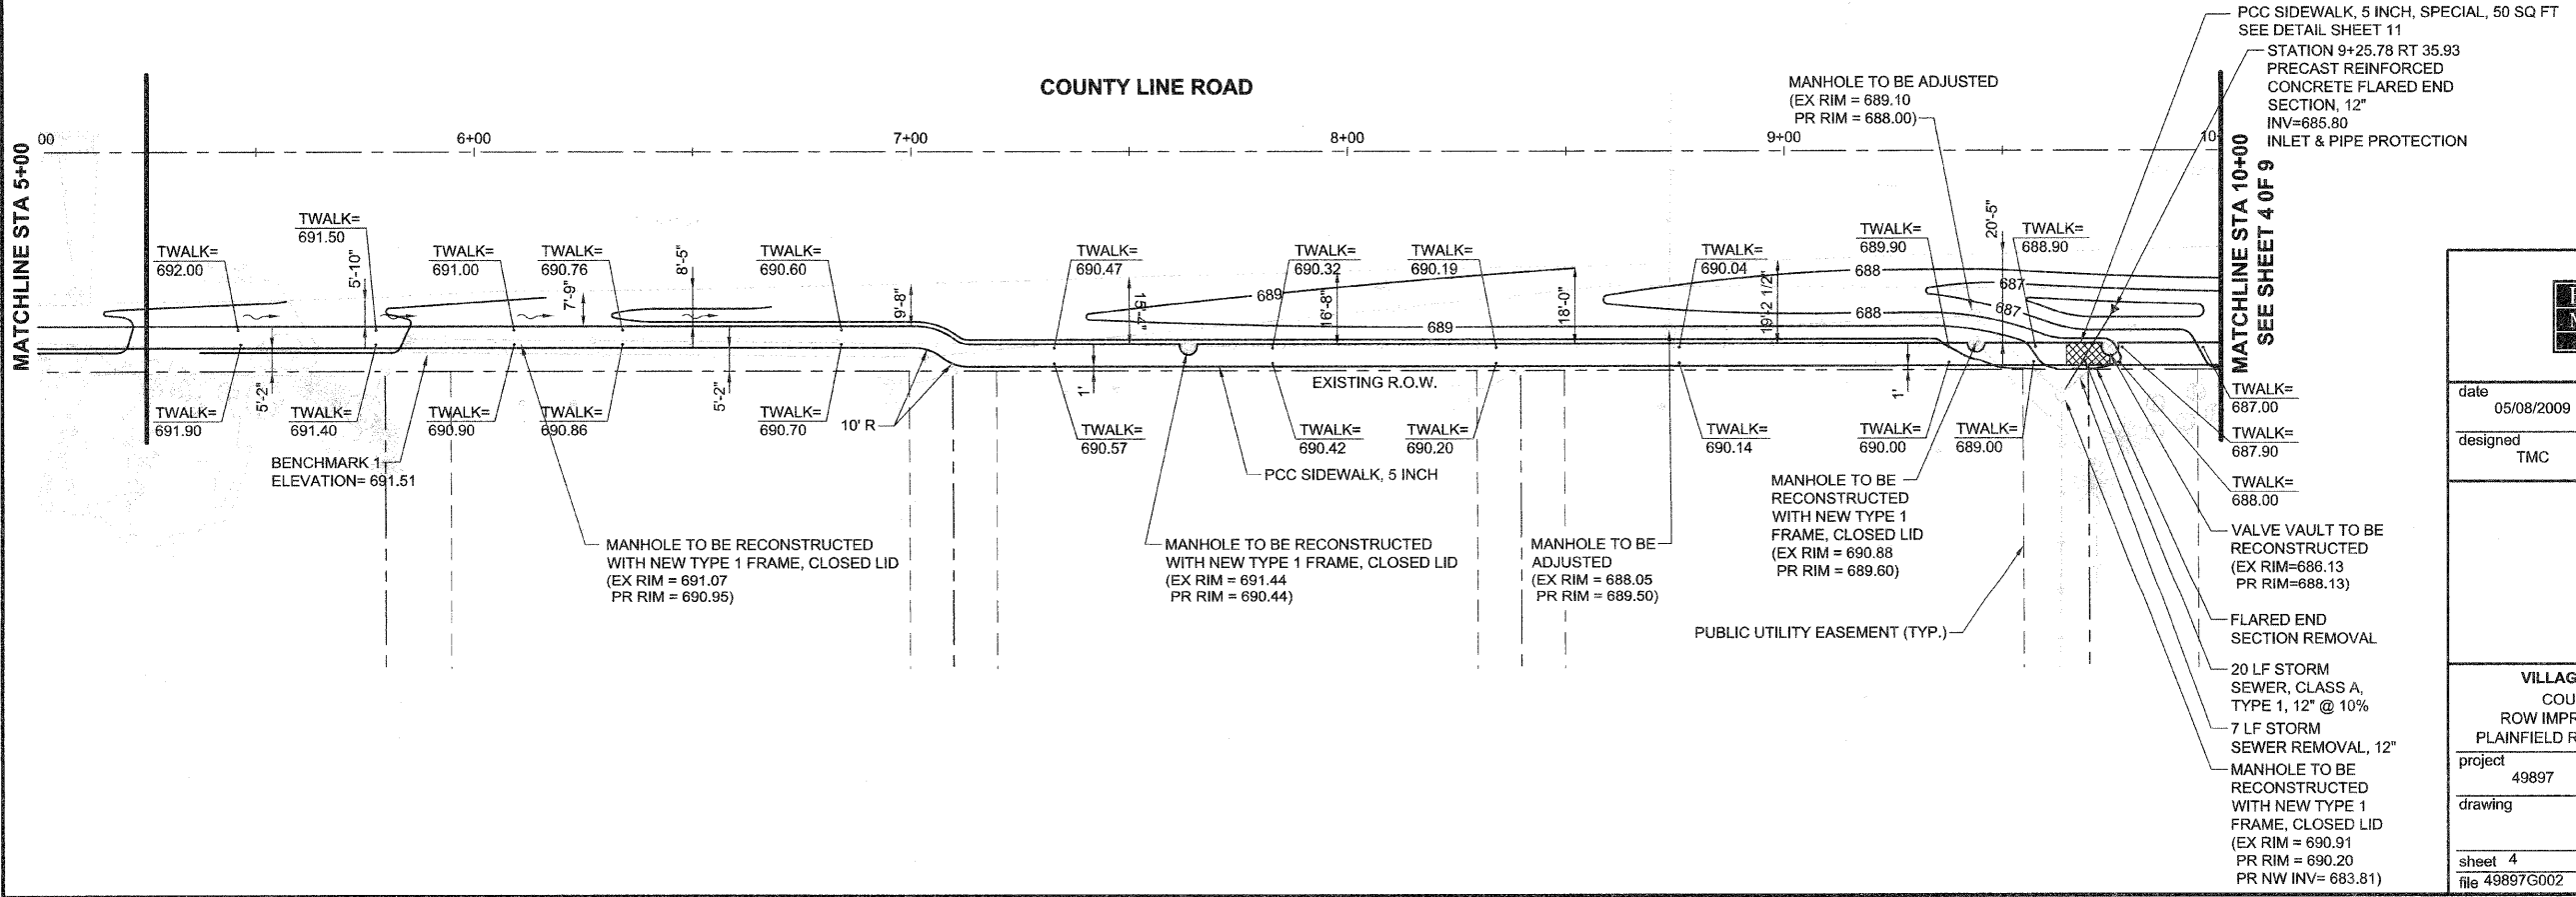 PCC SIDEWALK, 5 INCH, SPECIAL, 50 SQ FT
SEE DETAIL SHEET 11
STATION 9+25.78 RT 35.93
PRECAST REINFORCED
CONCRETE FLARED END
SECTION, 12"
INV=685.80
INLET & PIPE PROTECTION
COUNTY LINE ROAD
MANHOLE TO BE ADJUSTED
(EX RIM = 689.10
PR RIM = 688.00)
MATCHLINE STA 5+00
00
6+00
7+00
8+00
9+00
10
MATCHLINE STA 10+00
SEE SHEET 4 OF 9
TWALK=
692.00
TWALK=
691.50
5'-10"
TWALK=
691.00
TWALK=
690.76
7'-9"
8'-5"
TWALK=
690.60
9'-8"
TWALK=
690.47
15'-4"
TWALK=
690.32
16'-8"
TWALK=
690.19
18'-0"
TWALK=
690.04
19'-2 1/2"
TWALK=
689.90
20'-5"
TWALK=
688.90
689
689
688
688
687
687
EXISTING R.O.W.
TWALK=
691.90
5'-2"
TWALK=
691.40
TWALK=
690.90
TWALK=
690.86
5'-2"
TWALK=
690.70
10' R
1'
TWALK=
690.57
TWALK=
690.42
TWALK=
690.20
TWALK=
690.14
TWALK=
690.00
1'
TWALK=
689.00
TWALK=
687.00
TWALK=
687.90
TWALK=
688.00
BENCHMARK 1
ELEVATION= 691.51
PCC SIDEWALK, 5 INCH
MANHOLE TO BE RECONSTRUCTED
WITH NEW TYPE 1 FRAME, CLOSED LID
(EX RIM = 691.07
PR RIM = 690.95)
MANHOLE TO BE RECONSTRUCTED
WITH NEW TYPE 1 FRAME, CLOSED LID
(EX RIM = 691.44
PR RIM = 690.44)
MANHOLE TO BE
ADJUSTED
(EX RIM = 688.05
PR RIM = 689.50)
MANHOLE TO BE
RECONSTRUCTED
WITH NEW TYPE 1
FRAME, CLOSED LID
(EX RIM = 690.88
PR RIM = 689.60)
PUBLIC UTILITY EASEMENT (TYP.)
VALVE VAULT TO BE
RECONSTRUCTED
(EX RIM=686.13
PR RIM=688.13)
FLARED END
SECTION REMOVAL
20 LF STORM
SEWER, CLASS A,
TYPE 1, 12" @ 10%
7 LF STORM
SEWER REMOVAL, 12"
MANHOLE TO BE
RECONSTRUCTED
WITH NEW TYPE 1
FRAME, CLOSED LID
(EX RIM = 690.91
PR RIM = 690.20
PR NW INV= 683.81)
date
05/08/2009
designed
TMC
VILLAG
COU
ROW IMPR
PLAINFIELD R
project
49897
drawing
sheet 4
file 49897G002